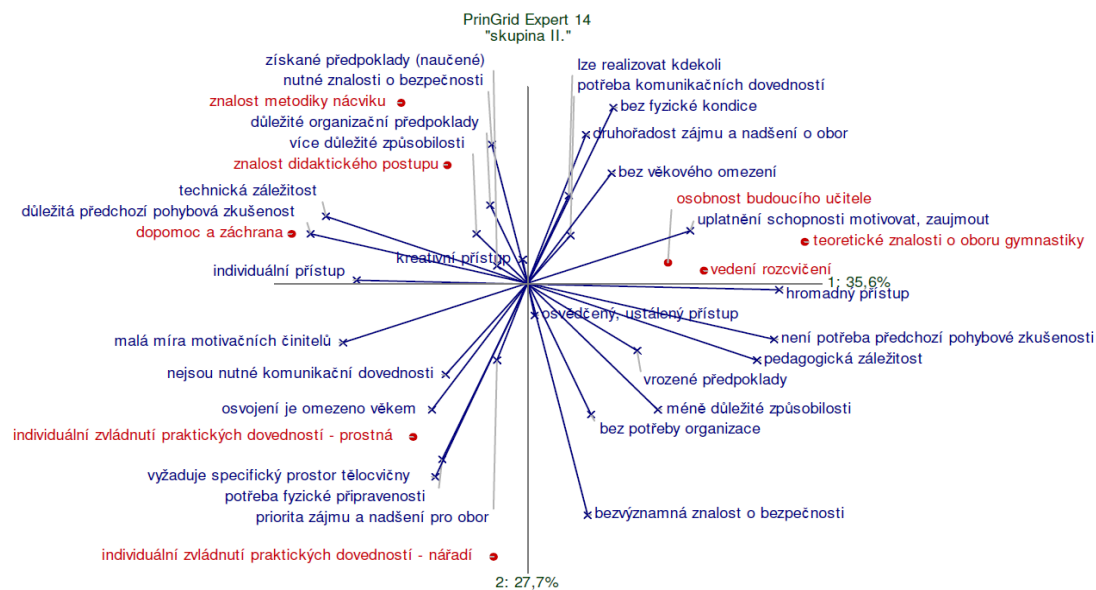 PrinGrid Expert 14
"skupina II."
získané předpoklady (naučené)
lze realizovat kdekoli
nutné znalosti o bezpečnosti
potřeba komunikačních dovedností
znalost metodiky nácviku
bez fyzické kondice
důležité organizační předpoklady
druhořadost zájmu a nadšení o obor
více důležité způsobilosti
znalost didaktického postupu
bez věkového omezení
technická záležitost
osobnost budoucího učitele
důležitá předchozí pohybová zkušenost
uplatnění schopnosti motivovat, zaujmout
dopomoc a záchrana
teoretické znalosti o oboru gymnastiky
kreativní přístup
individuální přístup
vedení rozcvičení
1: 35,6%
hromadný přístup
osvědčený, ustálený přístup
malá míra motivačních činitelů
není potřeba předchozí pohybové zkušenosti
pedagogická záležitost
nejsou nutné komunikační dovednosti
vrozené předpoklady
osvojení je omezeno věkem
méně důležité způsobilosti
bez potřeby organizace
individuální zvládnutí praktických dovedností - prostná
vyžaduje specifický prostor tělocvičny
potřeba fyzické připravenosti
priorita zájmu a nadšení pro obor
bezvýznamná znalost o bezpečnosti
individuální zvládnutí praktických dovedností - nářadí
2: 27,7%